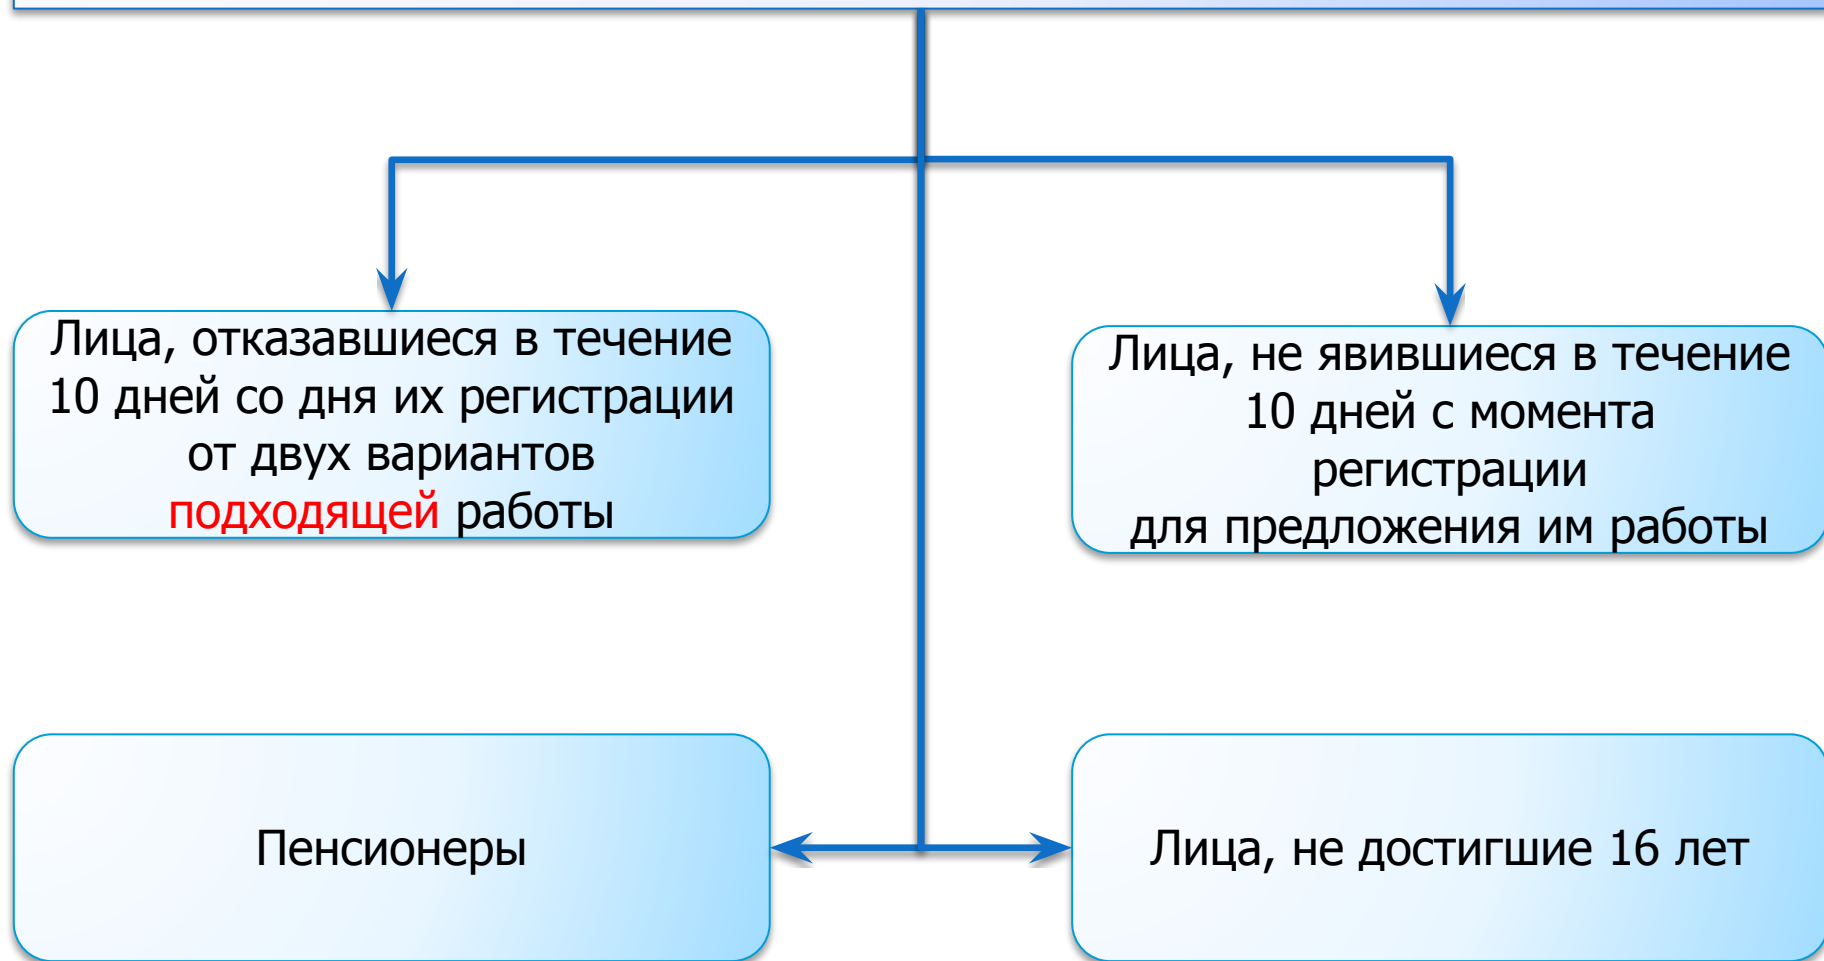 Лица, отказавшиеся в течение
10 дней со дня их регистрации
от двух вариантов
подходящей работы
Лица, не явившиеся в течение
10 дней с момента
регистрации
для предложения им работы
Пенсионеры
Лица, не достигшие 16 лет